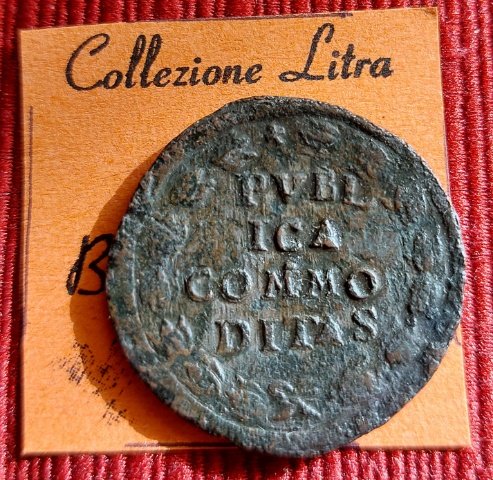 Collezione Litra
B
PVBL
ICA
COMMO
DITAS